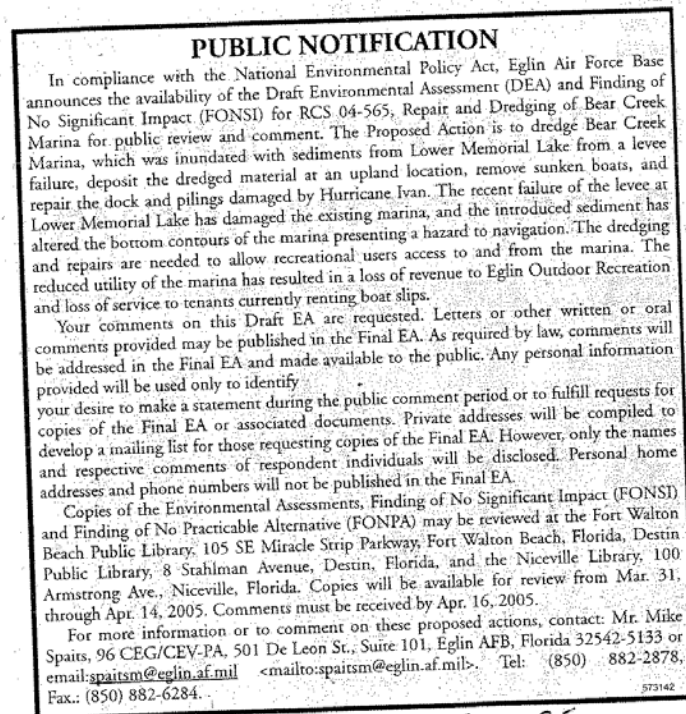 PUBLIC NOTIFICATION
In compliance with the National Environmental Policy Act, Eglin Air Force Base
announces the availability of the Draft Environmental Assessment (DEA) and Finding of
No Significant Impact (FONSI) for RCS 04-565, Repair and Dredging of Bear Creek
Marina for public review and comment. The Proposed Action is to dredge Bear Creek
Marina, which was inundated with sediments from Lower Memorial Lake from a levee
failure, deposit the dredged material at an upland location, remove sunken boats, and
repair the dock and pilings damaged by Hurricane Ivan. The recent failure of the levee at
Lower Memorial Lake has damaged the existing marina, and the introduced sediment has
altered the bottom contours of the marina presenting a hazard to navigation. The dredging
and repairs are needed to allow recreational users access to and from the marina. The
reduced utility of the marina has resulted in a loss of revenue to Eglin Outdoor Recreation
and loss of service to tenants currently renting boat slips.
Your comments on this Draft EA are requested. Letters or other written or oral
comments provided may be published in the Final EA. As required by law, comments will
be addressed in the Final EA and made available to the public. Any personal information
provided will be used only to identify
your desire to make a statement during the public comment period or to fulfill requests for
copies of the Final EA or associated documents. Private addresses will be compiled to
develop a mailing list for those requesting copies of the Final EA. However, only the names
and respective comments of respondent individuals will be disclosed. Personal home
addresses and phone numbers will not be published in the Final EA.
Copies of the Environmental Assessments, Finding of No Significant Impact (FONSI)
and Finding of No Practicable Alternative (FONPA) may be reviewed at the Fort Walton
Beach Public Library, 105 SE Miracle Strip Parkway, Fort Walton Beach, Florida, Destin
Public Library, 8 Stahlman Avenue, Destin, Florida, and the Niceville Library, 100
Armstrong Ave., Niceville, Florida. Copies will be available for review from Mar. 31,
through Apr. 14, 2005. Comments must be received by Apr. 16, 2005.
For more information or to comment on these proposed actions, contact: Mr. Mike
Spaits, 96 CEG/CEV-PA, 501 De Leon St., Suite 101, Eglin AFB, Florida 32542-5133 or
email:spaitsm@eglin.af.mil <mailto:spaitsm@eglin.af.mil>. Tel: (850) 882-2878,
Fax.: (850) 882-6284.
573142